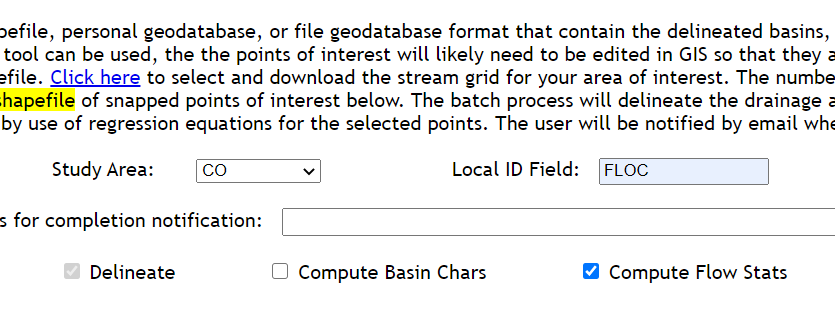 pefile, personal geodatabase, or file geodatabase format that contain the delineated basins,
tool can be used, the the points of interest will likely need to be edited in GIS so that they a
efile. Click here to select and download the stream grid for your area of interest. The numbe
shapefile of snapped points of interest below. The batch process will delineate the drainage a
by use of regression equations for the selected points. The user will be notified by email whe
Study Area: CO Local ID Field: FLOC
s for completion notification:
Delineate Compute Basin Chars Compute Flow Stats